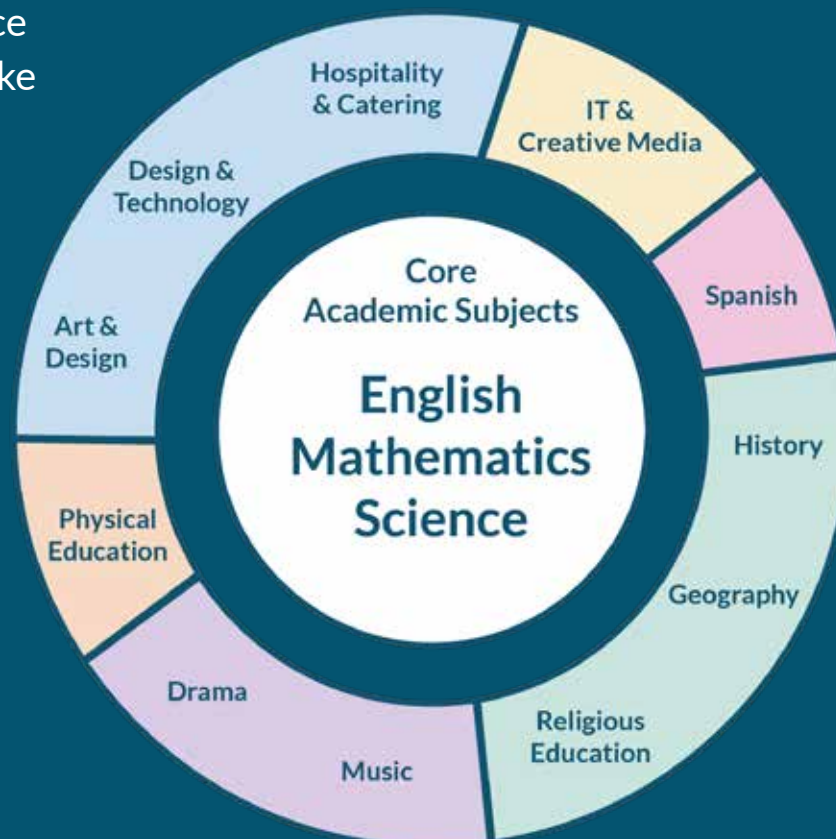 Hospitality
& Catering
IT &
Creative Media
Design &
Technology
Spanish
Art &
Design
Core
Academic Subjects
English
Mathematics
Science
History
Physical
Education
Geography
Drama
Religious
Education
Music